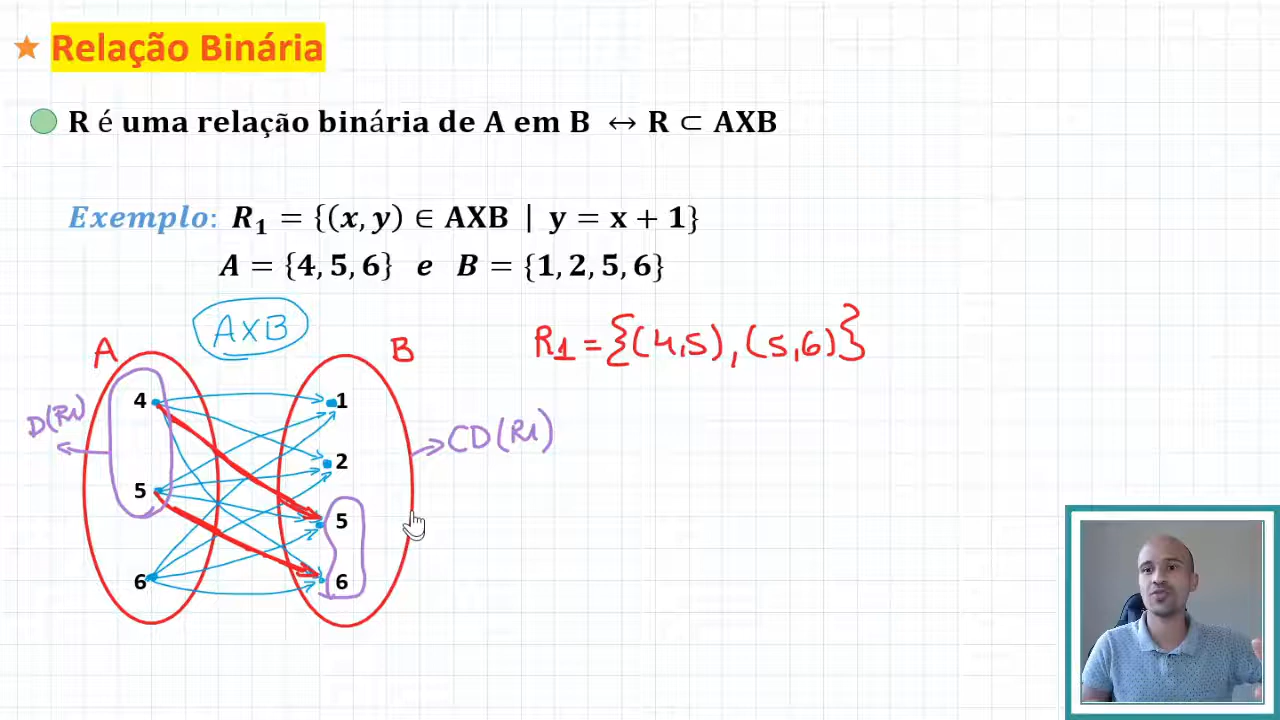 Relação Binária
R é uma relação binária de A em B ↔ R ⊂ AXB
Exemplo: R₁ = {(x, y) ∈ AXB | y = x + 1}
A = {4, 5, 6} e B = {1, 2, 5, 6}
AXB
R1 = {(4,5), (5,6)}
A
B
4
1
D(R1)
CD(R1)
2
5
5
6
6